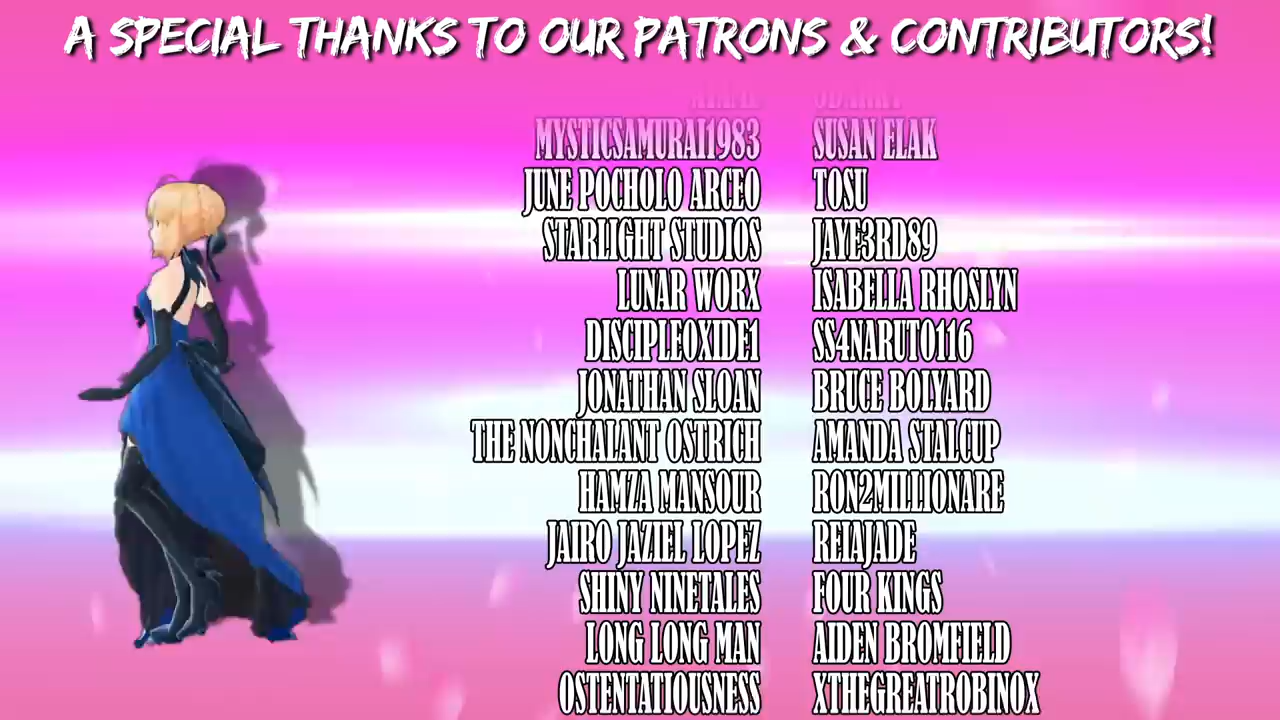 A SPECIAL THANKS TO OUR PATRONS & CONTRIBUTORS!
MYSTICSAMURAI1983 SUSAN ELAK
JUNE POCHOLO ARCEO TOSU
STARLIGHT STUDIOS JAYE3RD89
LUNAR WORX ISABELLA RHOSLYN
DISCIPLEOXIDE1 SS4NARUTO116
JONATHAN SLOAN BRUCE BOLYARD
THE NONCHALANT OSTRICH AMANDA STALCUP
HAMZA MANSOUR RON2MILLIONARE
JAIRO JAZIEL LOPEZ REIAJADE
SHINY NINETALES FOUR KINGS
LONG LONG MAN AIDEN BROMFIELD
OSTENTATIOUSNESS XTHEGREATROBINOX